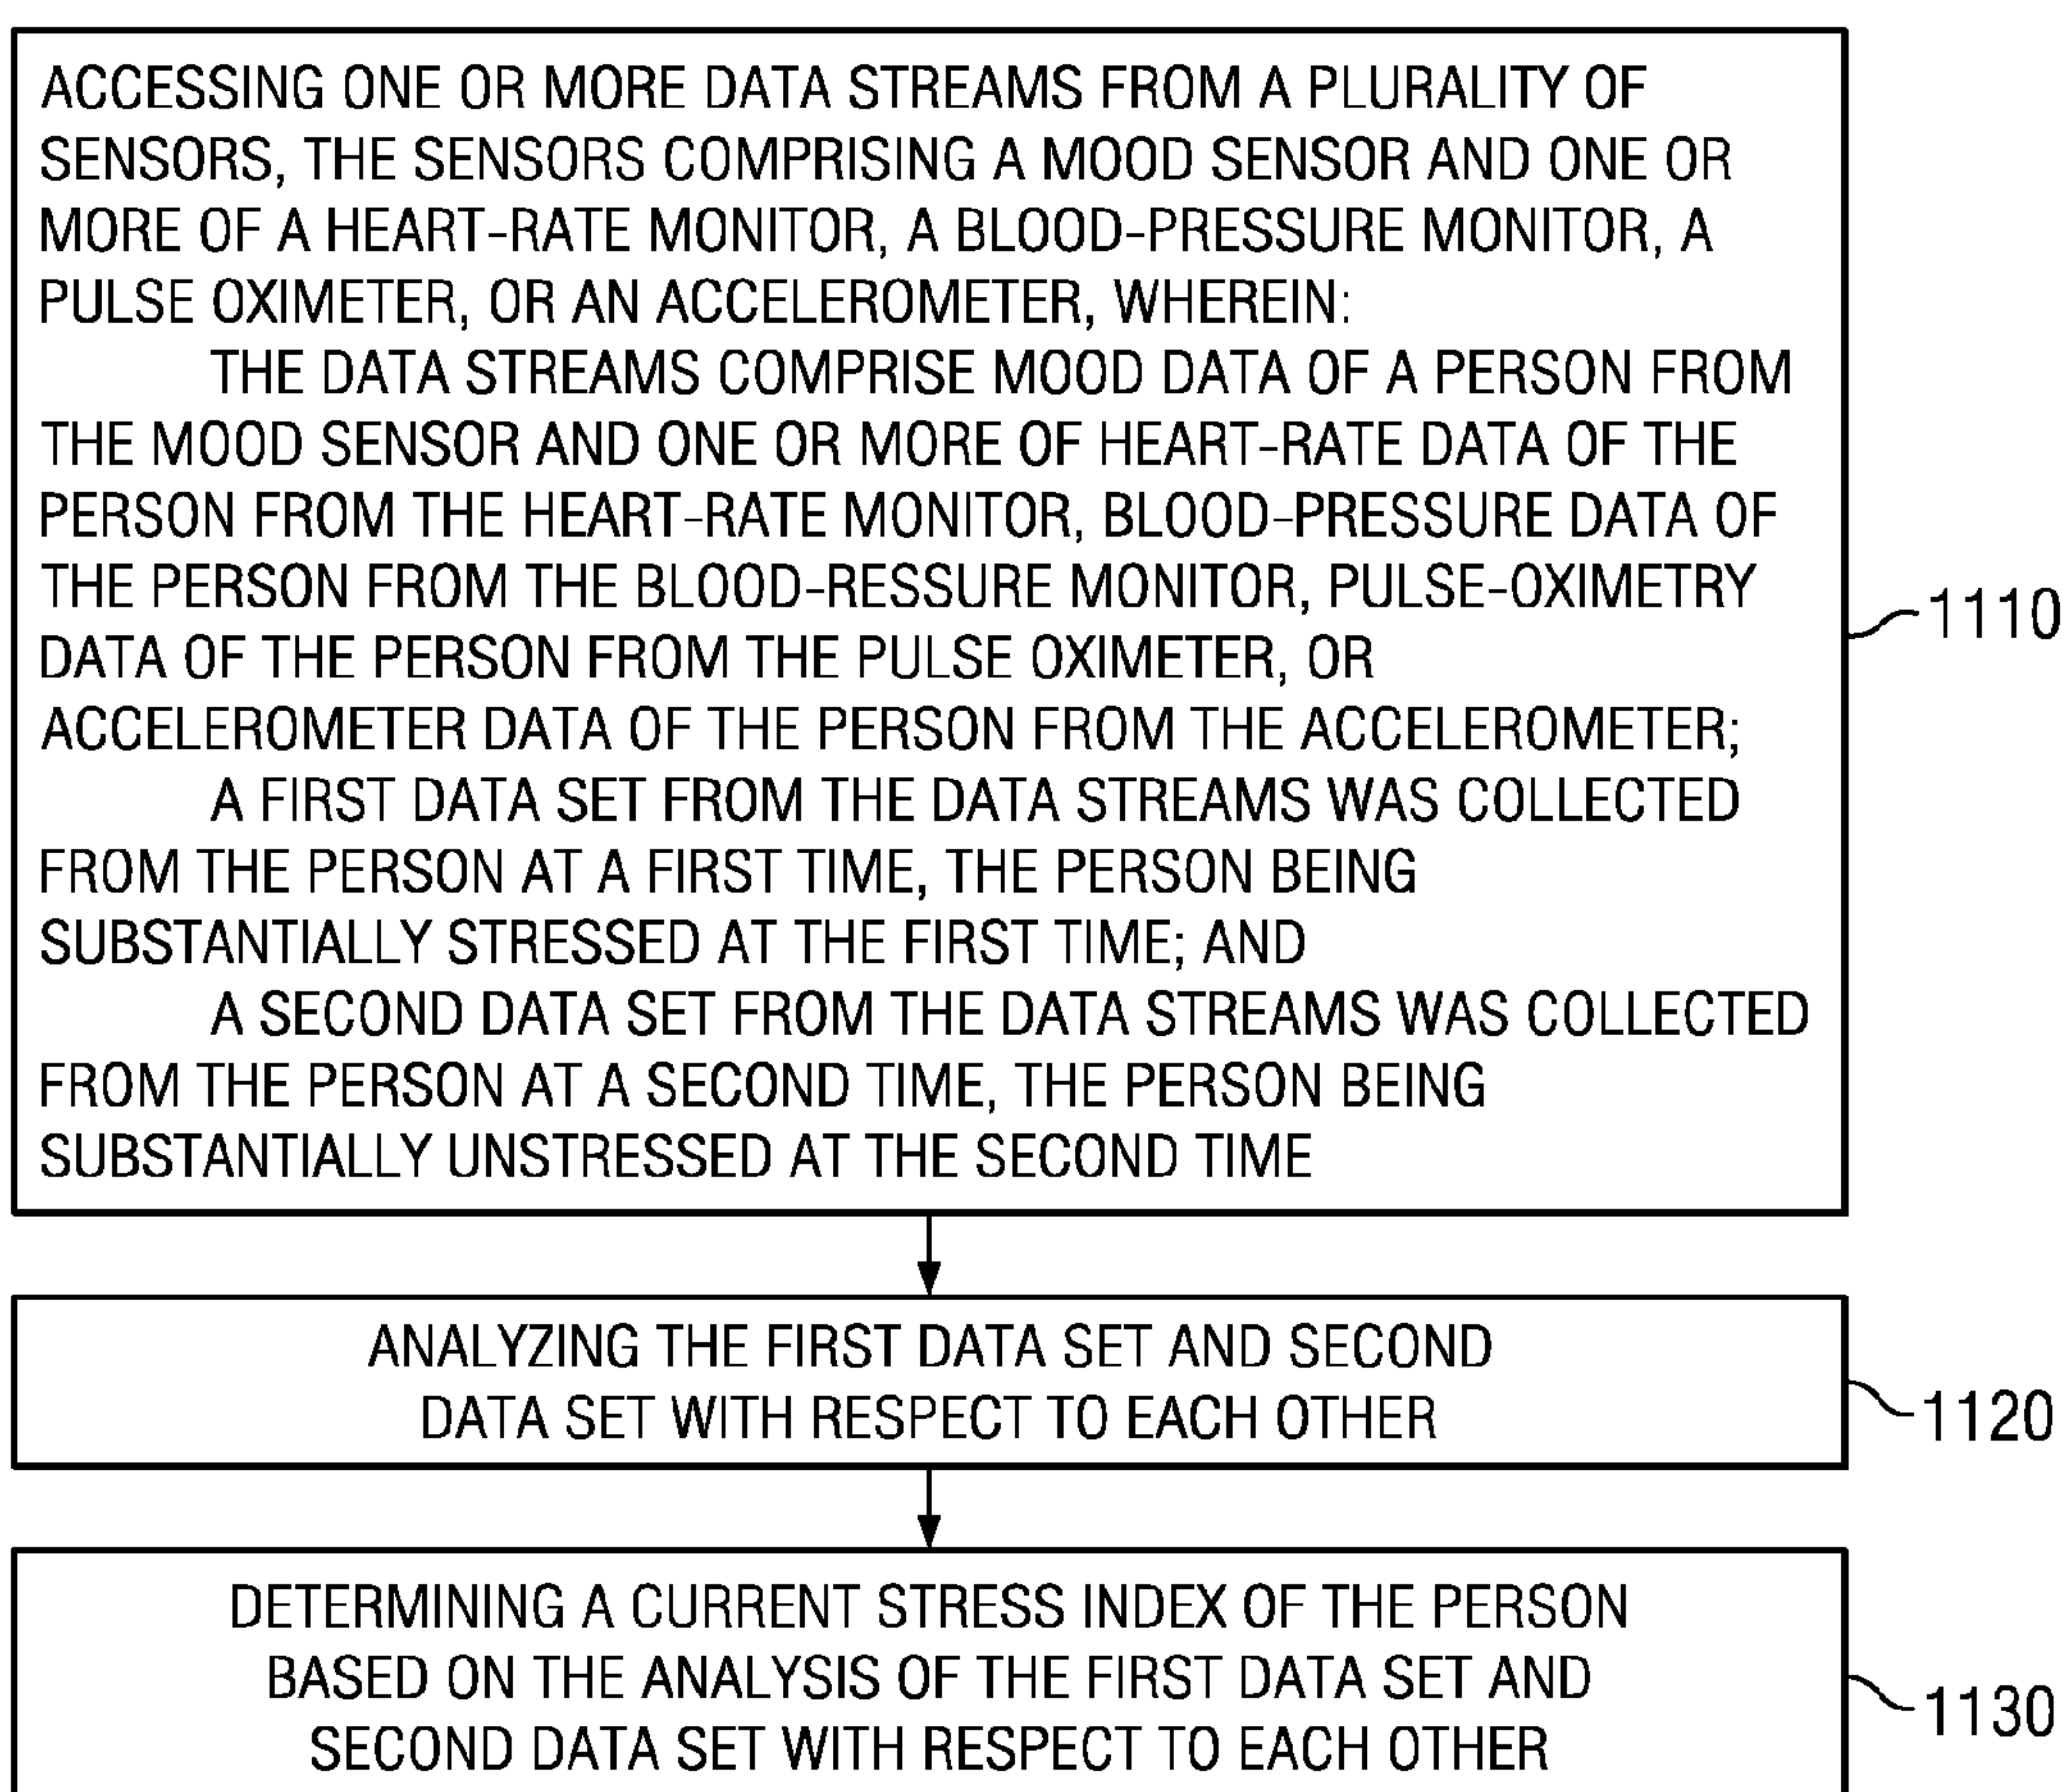 ACCESSING ONE OR MORE DATA STREAMS FROM A PLURALITY OF
SENSORS, THE SENSORS COMPRISING A MOOD SENSOR AND ONE OR
MORE OF A HEART-RATE MONITOR, A BLOOD-PRESSURE MONITOR, A
PULSE OXIMETER, OR AN ACCELEROMETER, WHEREIN:
THE DATA STREAMS COMPRISE MOOD DATA OF A PERSON FROM
THE MOOD SENSOR AND ONE OR MORE OF HEART-RATE DATA OF THE
PERSON FROM THE HEART-RATE MONITOR, BLOOD-PRESSURE DATA OF
THE PERSON FROM THE BLOOD-RESSURE MONITOR, PULSE-OXIMETRY
DATA OF THE PERSON FROM THE PULSE OXIMETER, OR
ACCELEROMETER DATA OF THE PERSON FROM THE ACCELEROMETER;
A FIRST DATA SET FROM THE DATA STREAMS WAS COLLECTED
FROM THE PERSON AT A FIRST TIME, THE PERSON BEING
SUBSTANTIALLY STRESSED AT THE FIRST TIME; AND
A SECOND DATA SET FROM THE DATA STREAMS WAS COLLECTED
FROM THE PERSON AT A SECOND TIME, THE PERSON BEING
SUBSTANTIALLY UNSTRESSED AT THE SECOND TIME
1110
ANALYZING THE FIRST DATA SET AND SECOND
DATA SET WITH RESPECT TO EACH OTHER
1120
DETERMINING A CURRENT STRESS INDEX OF THE PERSON
BASED ON THE ANALYSIS OF THE FIRST DATA SET AND
SECOND DATA SET WITH RESPECT TO EACH OTHER
1130